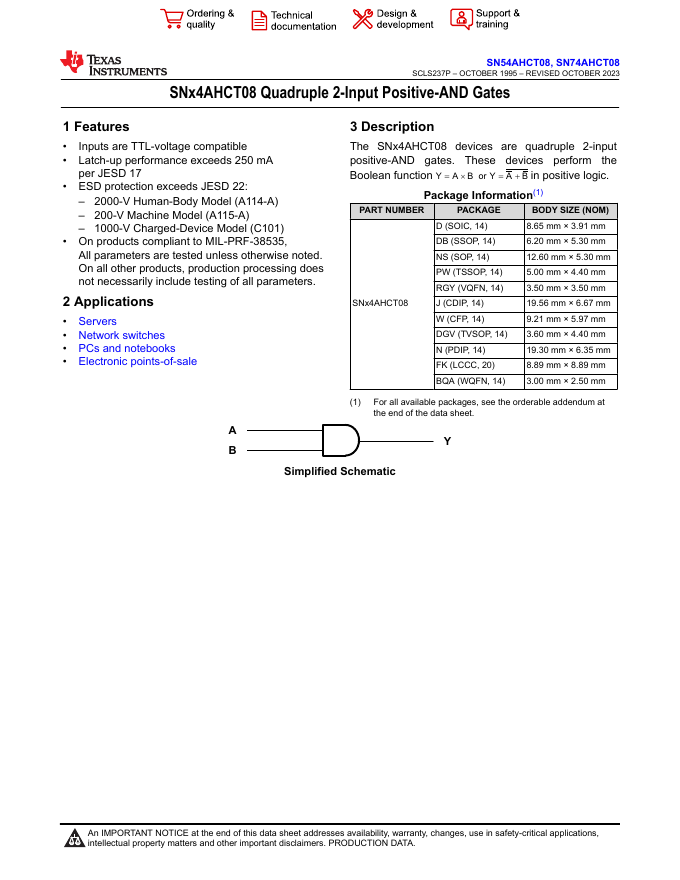 Ordering & quality
Technical documentation
Design & development
Support & training
TEXAS INSTRUMENTS
SN54AHCT08, SN74AHCT08
SCLS237P – OCTOBER 1995 – REVISED OCTOBER 2023
SNx4AHCT08 Quadruple 2-Input Positive-AND Gates
1 Features
• Inputs are TTL-voltage compatible
• Latch-up performance exceeds 250 mA
per JESD 17
• ESD protection exceeds JESD 22:
– 2000-V Human-Body Model (A114-A)
– 200-V Machine Model (A115-A)
– 1000-V Charged-Device Model (C101)
• On products compliant to MIL-PRF-38535,
All parameters are tested unless otherwise noted.
On all other products, production processing does
not necessarily include testing of all parameters.
2 Applications
• Servers
• Network switches
• PCs and notebooks
• Electronic points-of-sale
3 Description
The SNx4AHCT08 devices are quadruple 2-input
positive-AND gates. These devices perform the
Boolean function Y = A × B or Y = A̅ + B̅ in positive logic.
Package Information(1)
PART NUMBER PACKAGE BODY SIZE (NOM)
SNx4AHCT08
D (SOIC, 14) 8.65 mm × 3.91 mm
DB (SSOP, 14) 6.20 mm × 5.30 mm
NS (SOP, 14) 12.60 mm × 5.30 mm
PW (TSSOP, 14) 5.00 mm × 4.40 mm
RGY (VQFN, 14) 3.50 mm × 3.50 mm
J (CDIP, 14) 19.56 mm × 6.67 mm
W (CFP, 14) 9.21 mm × 5.97 mm
DGV (TVSOP, 14) 3.60 mm × 4.40 mm
N (PDIP, 14) 19.30 mm × 6.35 mm
FK (LCCC, 20) 8.89 mm × 8.89 mm
BQA (WQFN, 14) 3.00 mm × 2.50 mm
(1) For all available packages, see the orderable addendum at
the end of the data sheet.
A
B
Y
Simplified Schematic
An IMPORTANT NOTICE at the end of this data sheet addresses availability, warranty, changes, use in safety-critical applications,
intellectual property matters and other important disclaimers. PRODUCTION DATA.